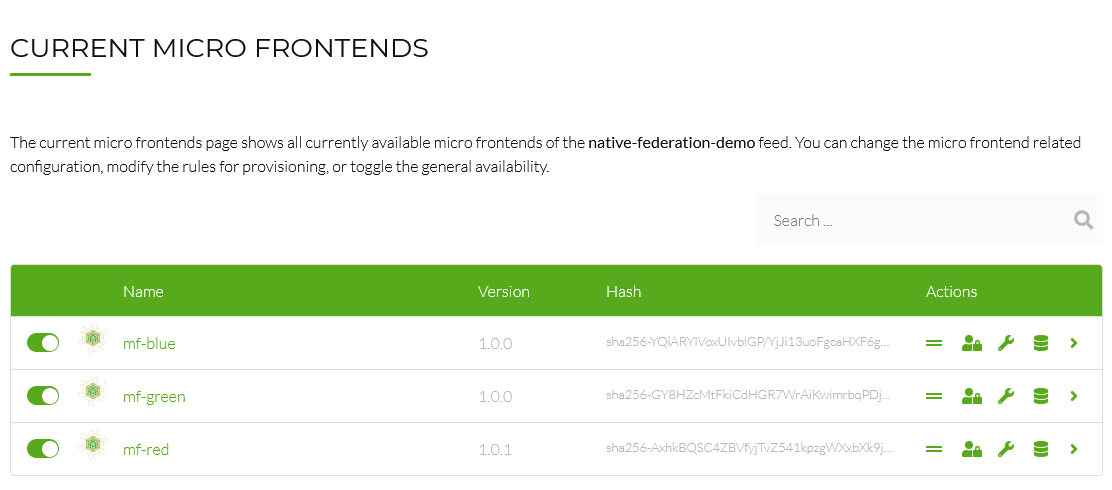 CURRENT MICRO FRONTENDS
The current micro frontends page shows all currently available micro frontends of the native-federation-demo feed. You can change the micro frontend related
configuration, modify the rules for provisioning, or toggle the general availability.
Search ...
Name Version Hash Actions
mf-blue 1.0.0 sha256-YQiARYIVoxUIvbIGP/YjJi13uoFgcaHXF6g...
mf-green 1.0.0 sha256-GY8HZcMtFkiCdHGR7WrAiKwimrbqPDj...
mf-red 1.0.1 sha256-AxhkBQSC4ZBVfyjTvZ541kpzgWXxbXk9j...